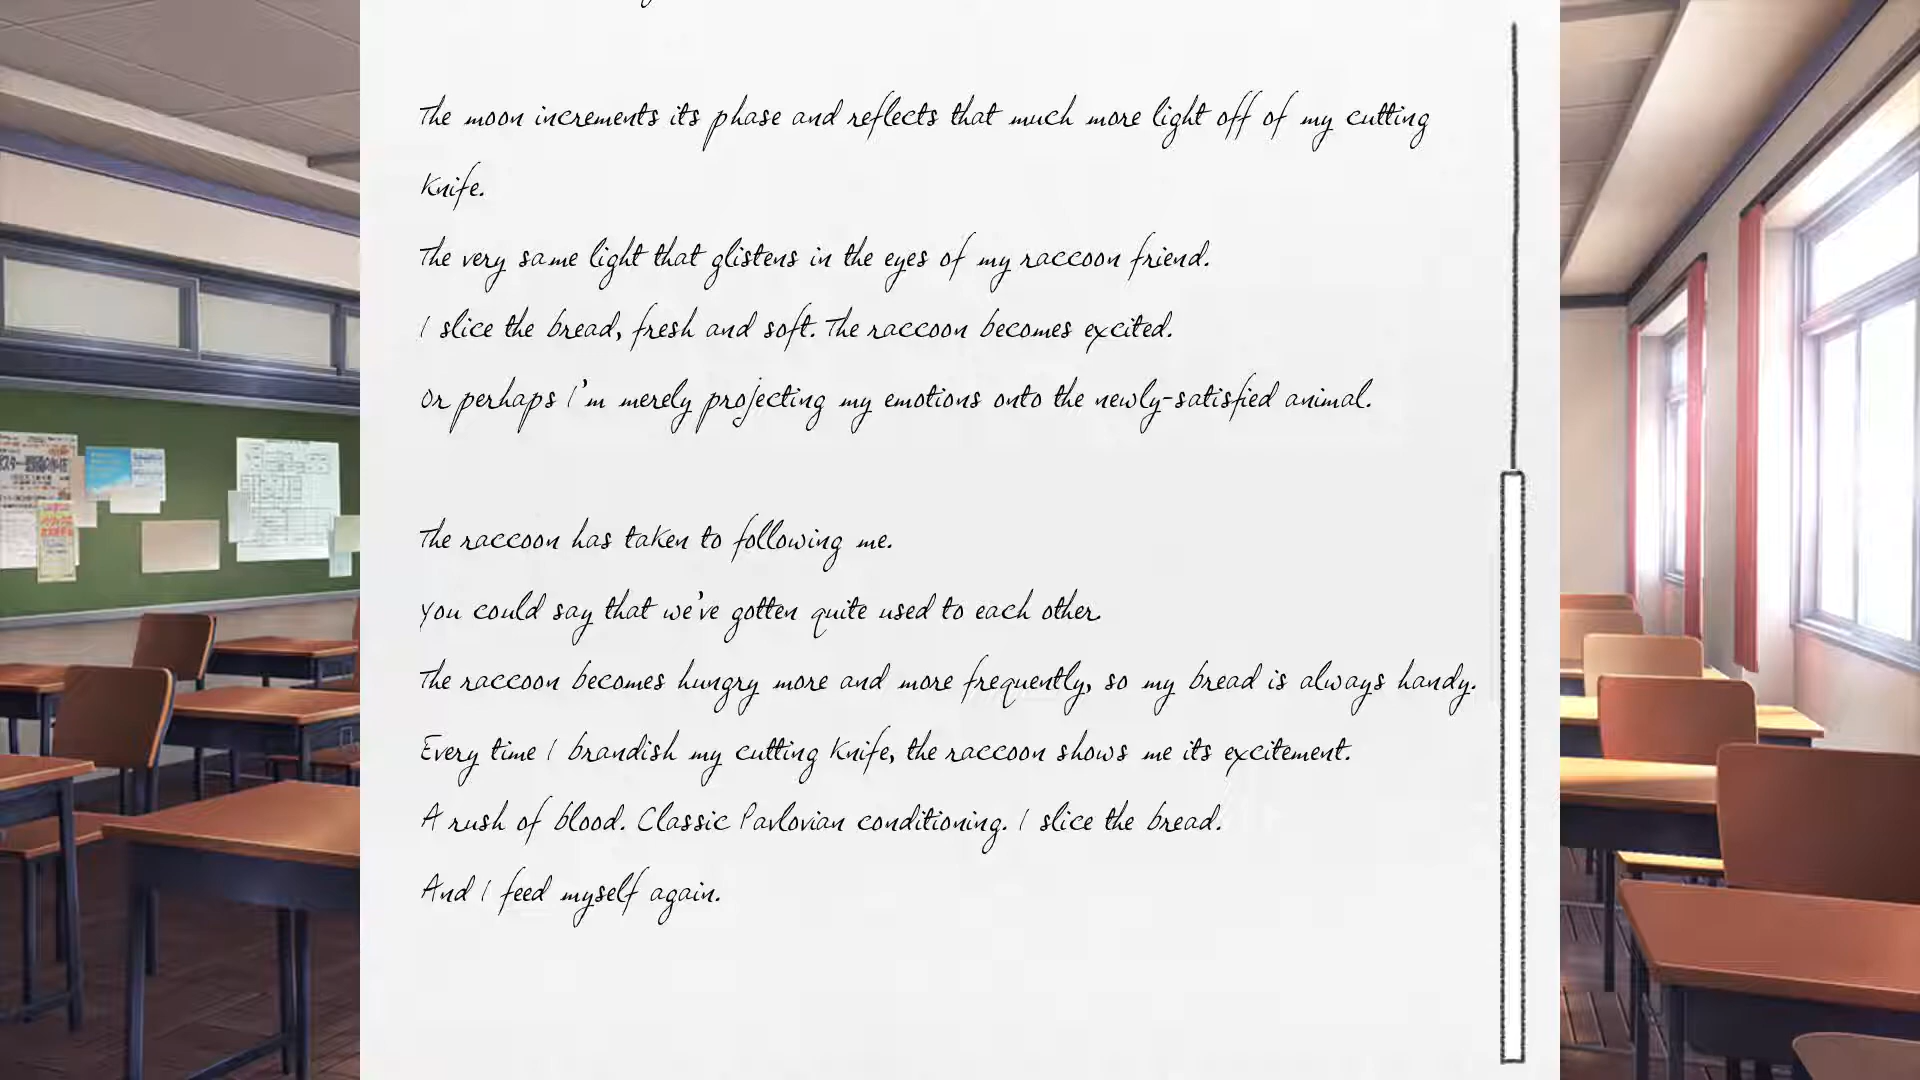 The moon increments its phase and reflects that much more light off of my cutting
knife.
The very same light that glistens in the eyes of my raccoon friend.
I slice the bread, fresh and soft. The raccoon becomes excited.
Or perhaps I'm merely projecting my emotions onto the newly-satisfied animal.
The raccoon has taken to following me.
You could say that we've gotten quite used to each other.
The raccoon becomes hungry more and more frequently, so my bread is always handy.
Every time I brandish my cutting knife, the raccoon shows me its excitement.
A rush of blood. Classic Pavlovian conditioning. I slice the bread.
And I feed myself again.